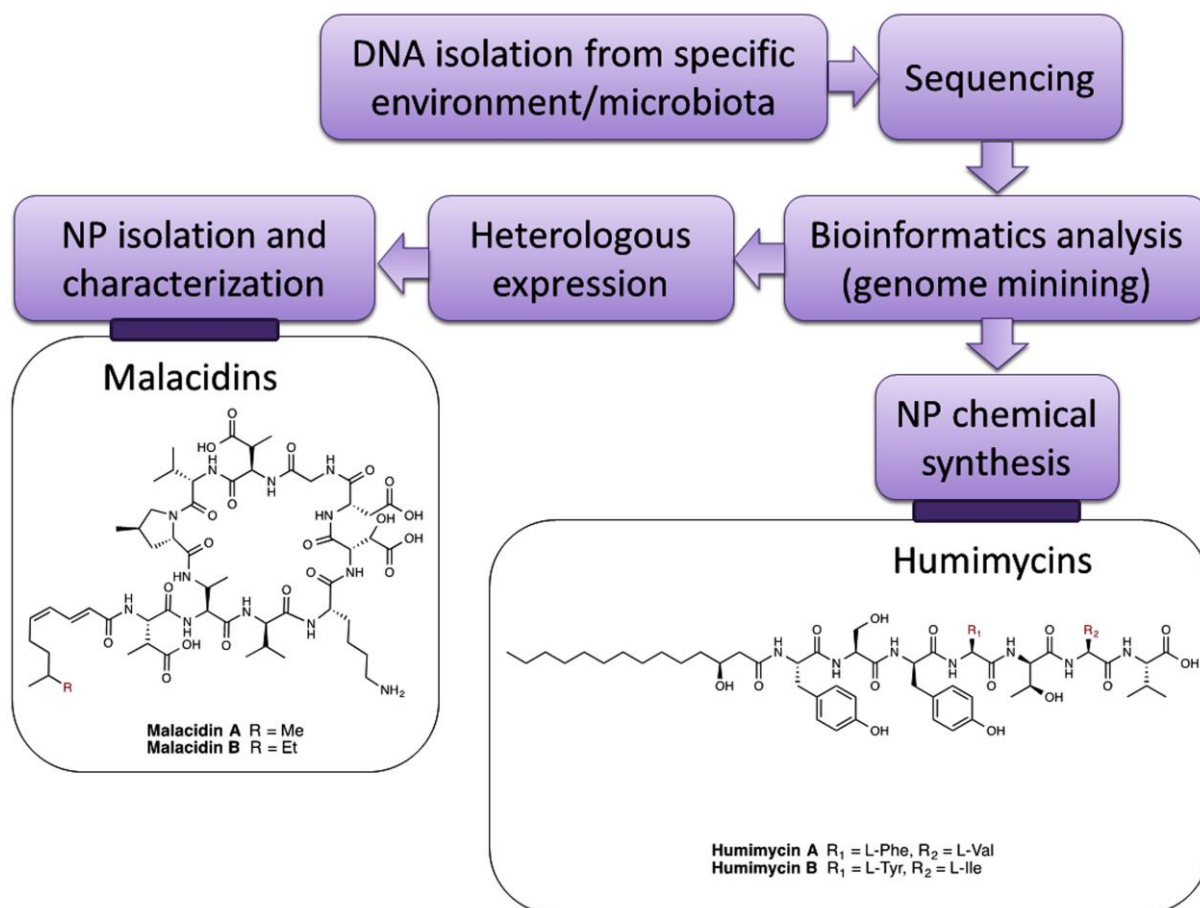 DNA isolation from specific
environment/microbiota
Sequencing
NP isolation and
characterization
Heterologous
expression
Bioinformatics analysis
(genome minining)
NP chemical
synthesis
Malacidins
O
HO
O
H
N
O
N
H
H
N
O
O
O
OH
N
O
HN
OH
O
OH
O
O
HN
NH
O
O
H
N
O
N
H
O
H
N
O
N
H
O
O
OH
R
NH₂
Malacidin A R = Me
Malacidin B R = Et
Humimycins
OH
O
O
H
N
O
N
H
O
H
N
R₁
O
H
N
O
N
H
R₂
O
H
N
O
OH
OH
OH
OH
OH
Humimycin A R₁ = L-Phe, R₂ = L-Val
Humimycin B R₁ = L-Tyr, R₂ = L-Ile